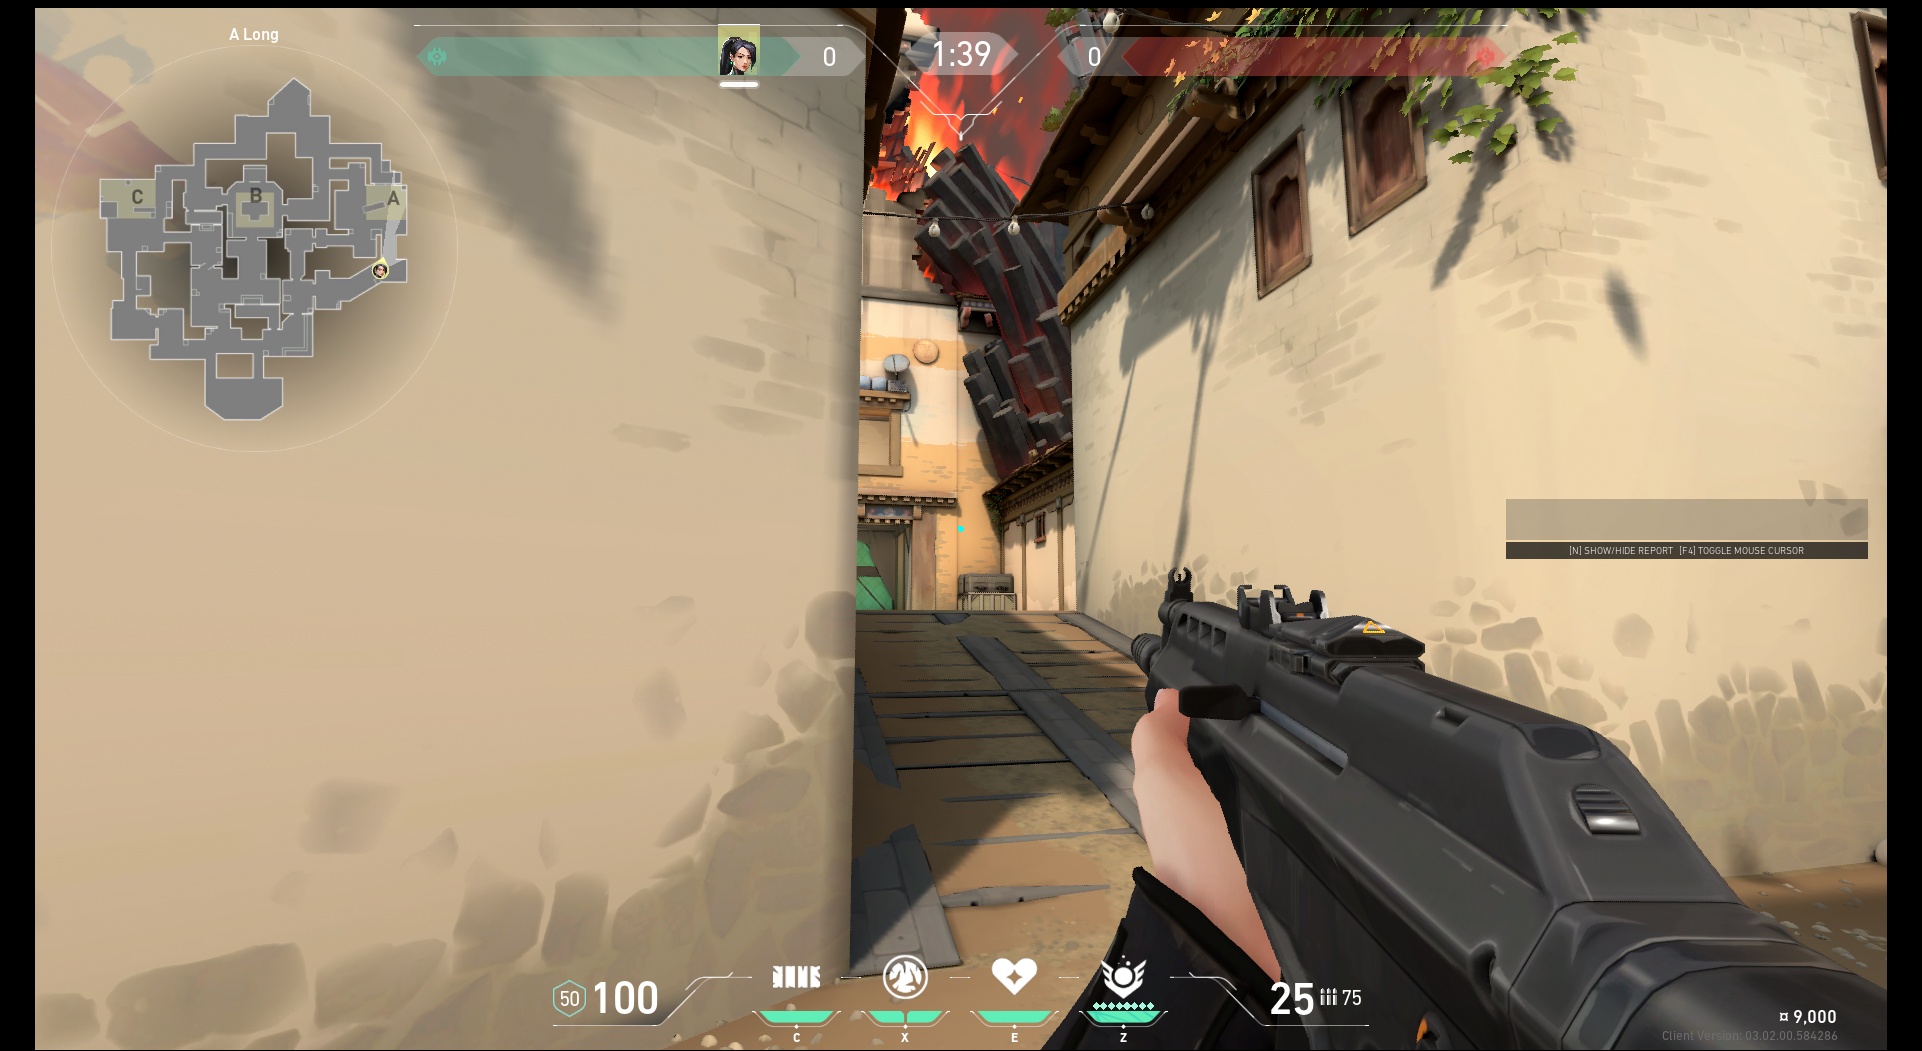 A Long
0
1:39
0
C
B
A
[N] SHOW/HIDE REPORT [F4] TOGGLE MOUSE CURSOR
50 100
25 75
¤ 9,000
C X E Z
Client Version: 03.02.00.584286